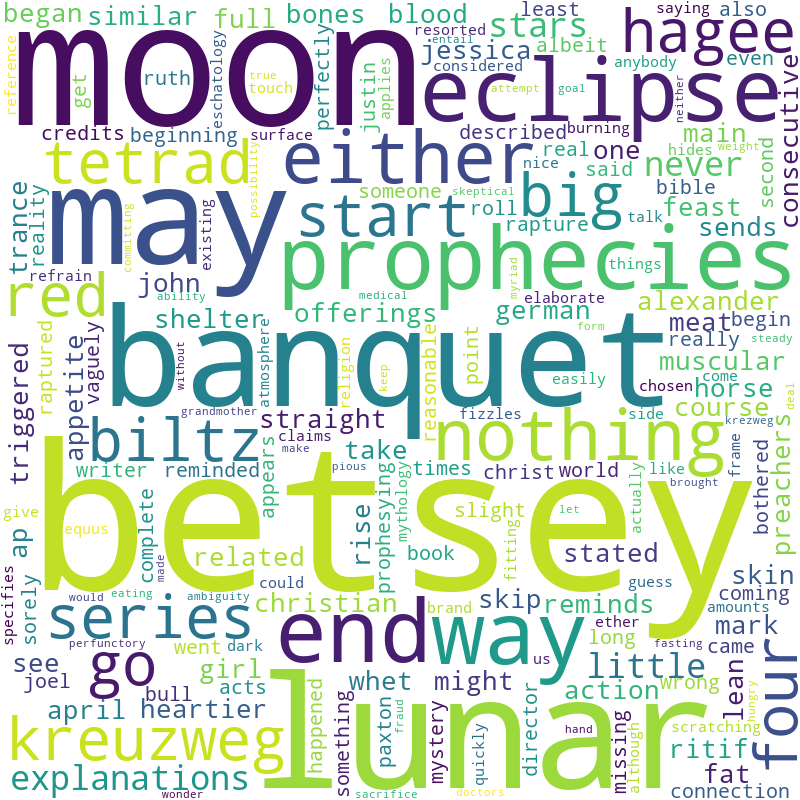 began similar full bones blood stars least also
moon eclipse hagee
reference ruth get eschatology perfectly justin applies jessica resorted entail considered saying albeit even anybody
credits true touch beginning surface described burning main hides weight neither second consecutive
tetrad either attempt goal real one never
trance reality may possibility committing existing start someone skeptical said big nice roll rapture talk bible feast sends
refrain john prophecies things
red ability medical myriad elaborate alexander
shelter offerings german meat begin
raptured vaguely appetite banquet atmosphere without religion keep reasonable point form easily really muscular steady
triggered grandmother side chosen come horse
biltz straight claims fizzles nothing course deal
writer reminded take times christ world like krezweg frame bothered preachers
ap make pious mythology actually brought
give equus complete betsey appears rise prophesying book slight fitting let
specifies sorely made related could guess stated skin
would eating ambiguity christian brand skip reminds coming amounts
series perfunctory went dark end way ether us long fasting mark
see go girl whet might little came
joel bull acts action wrong lean hungry
april heartier happened something paxton fraud mystery lunar director missing although scratching four
kreuzweg quickly hand ritif
explanations wonder sacrifice doctors fat connection